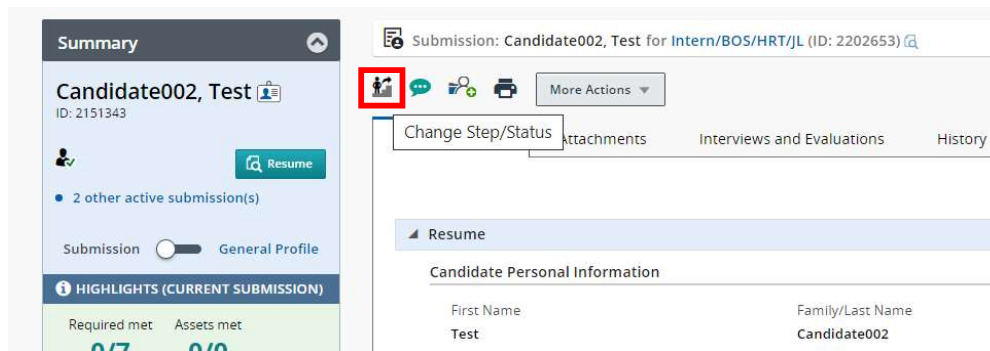 Summary
Candidate002, Test
ID: 2151343
Resume
2 other active submission(s)
Submission General Profile
HIGHLIGHTS (CURRENT SUBMISSION)
Required met Assets met
Submission: Candidate002, Test for Intern/BOS/HRT/JL (ID: 2202653)
More Actions
Change Step/Status
Attachments Interviews and Evaluations History
Resume
Candidate Personal Information
First Name Family/Last Name
Test Candidate002